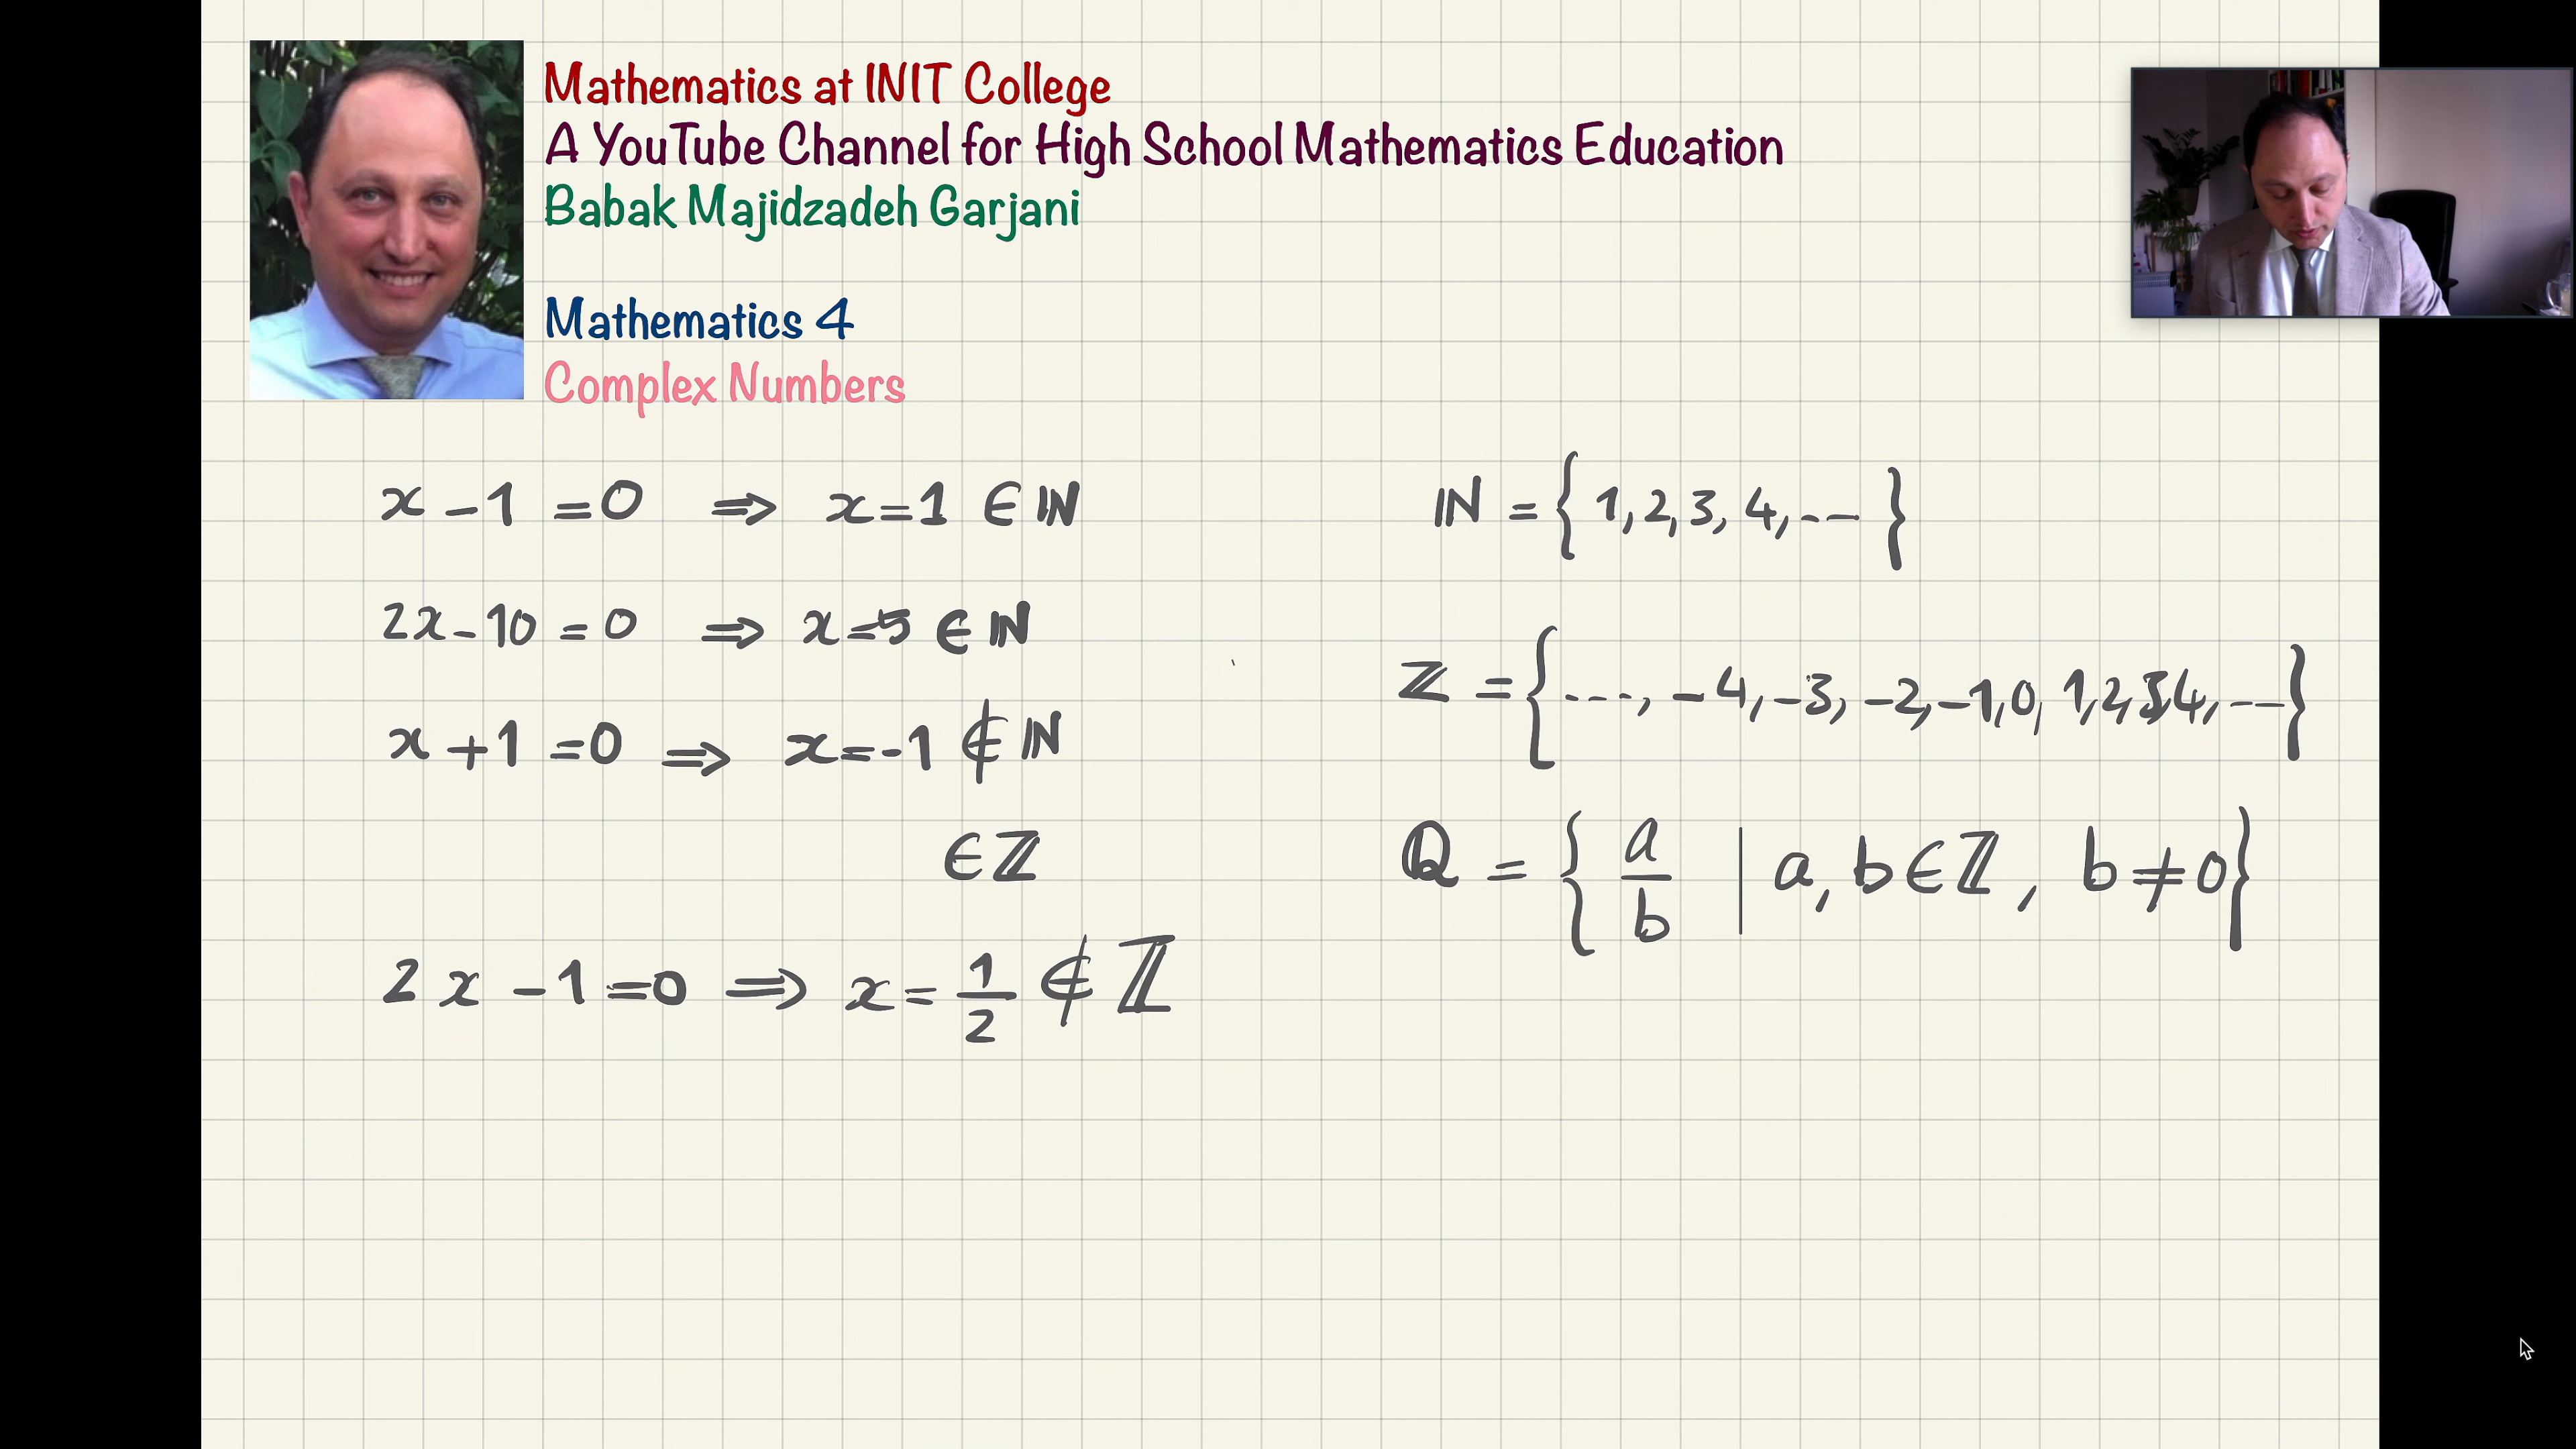 Mathematics at INIT College
A YouTube Channel for High School Mathematics Education
Babak Majidzadeh Garjani
Mathematics 4
Complex Numbers
x - 1 = 0 ⇒ x = 1 ∈ ℕ
ℕ = { 1, 2, 3, 4, --- }
2x - 10 = 0 ⇒ x = 5 ∈ ℕ
ℤ = { ---, -4, -3, -2, -1, 0, 1, 2, 3, 4, --- }
x + 1 = 0 ⇒ x = -1 ∉ ℕ
∈ ℤ
ℚ = { a/b | a, b ∈ ℤ, b ≠ 0 }
2x - 1 = 0 ⇒ x = 1/2 ∉ ℤ